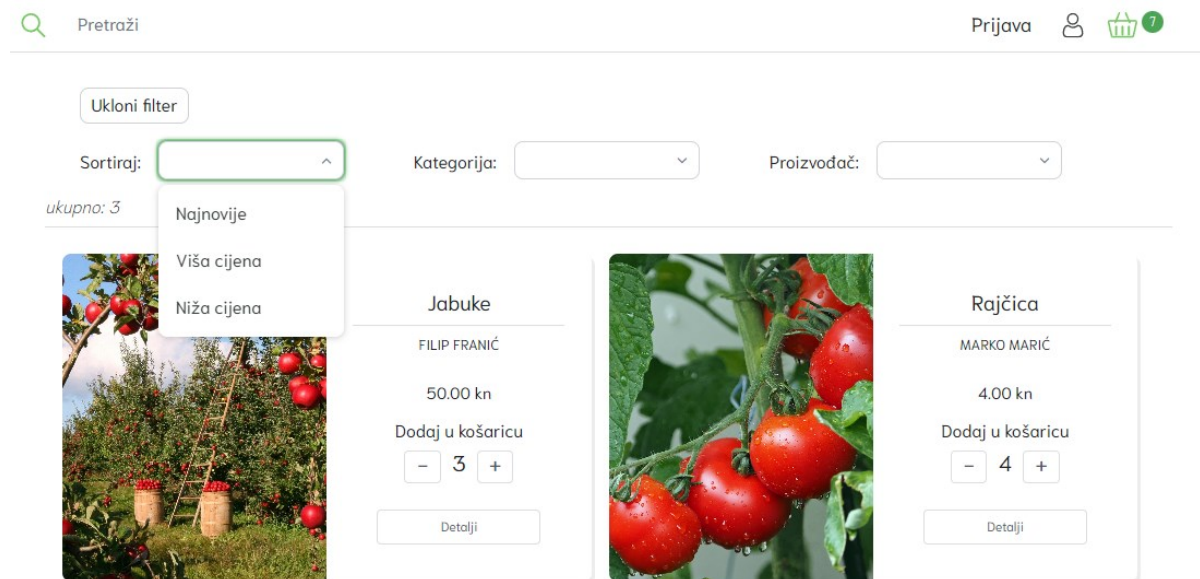 Pretraži
Prijava
7
Ukloni filter
Sortiraj:
Kategorija:
Proizvođač:
ukupno: 3
Najnovije
Viša cijena
Niža cijena
Jabuke
FILIP FRANIĆ
50.00 kn
Dodaj u košaricu
- 3 +
Detalji
Rajčica
MARKO MARIĆ
4.00 kn
Dodaj u košaricu
- 4 +
Detalji